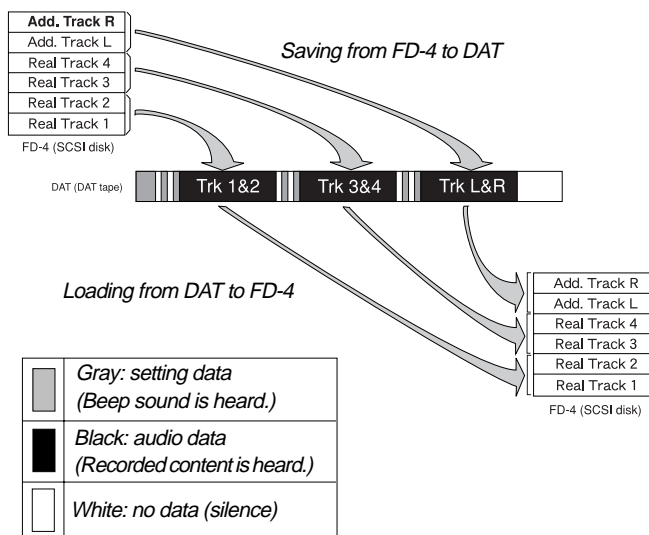 Add. Track R
Add. Track L
Real Track 4
Real Track 3
Real Track 2
Real Track 1
FD-4 (SCSI disk)
Saving from FD-4 to DAT
DAT (DAT tape)
Trk 1&2
Trk 3&4
Trk L&R
Loading from DAT to FD-4
Add. Track R
Add. Track L
Real Track 4
Real Track 3
Real Track 2
Real Track 1
FD-4 (SCSI disk)
Gray: setting data
(Beep sound is heard.)
Black: audio data
(Recorded content is heard.)
White: no data (silence)